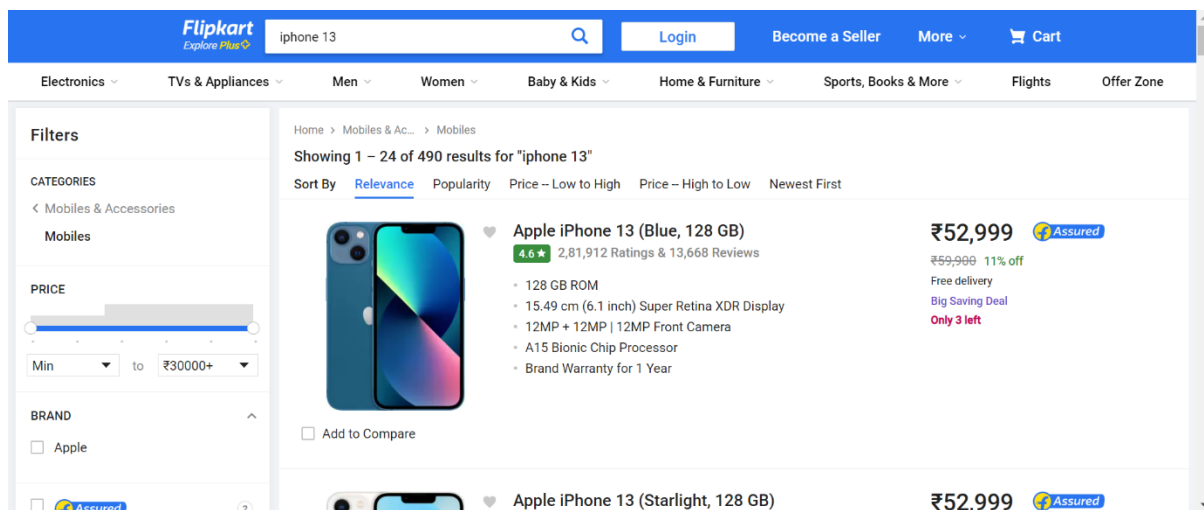 Flipkart
Explore Plus
iphone 13
Login
Become a Seller
More
Cart
Electronics
TVs & Appliances
Men
Women
Baby & Kids
Home & Furniture
Sports, Books & More
Flights
Offer Zone
Filters
CATEGORIES
Mobiles & Accessories
Mobiles
PRICE
Min
to
₹30000+
BRAND
Apple
Assured
?
Home > Mobiles & Ac... > Mobiles
Showing 1 – 24 of 490 results for "iphone 13"
Sort By Relevance Popularity Price -- Low to High Price -- High to Low Newest First
Apple iPhone 13 (Blue, 128 GB)
4.6 ★ 2,81,912 Ratings & 13,668 Reviews
128 GB ROM
15.49 cm (6.1 inch) Super Retina XDR Display
12MP + 12MP | 12MP Front Camera
A15 Bionic Chip Processor
Brand Warranty for 1 Year
Add to Compare
₹52,999
Assured
₹59,900 11% off
Free delivery
Big Saving Deal
Only 3 left
Apple iPhone 13 (Starlight, 128 GB)
₹52,999
Assured